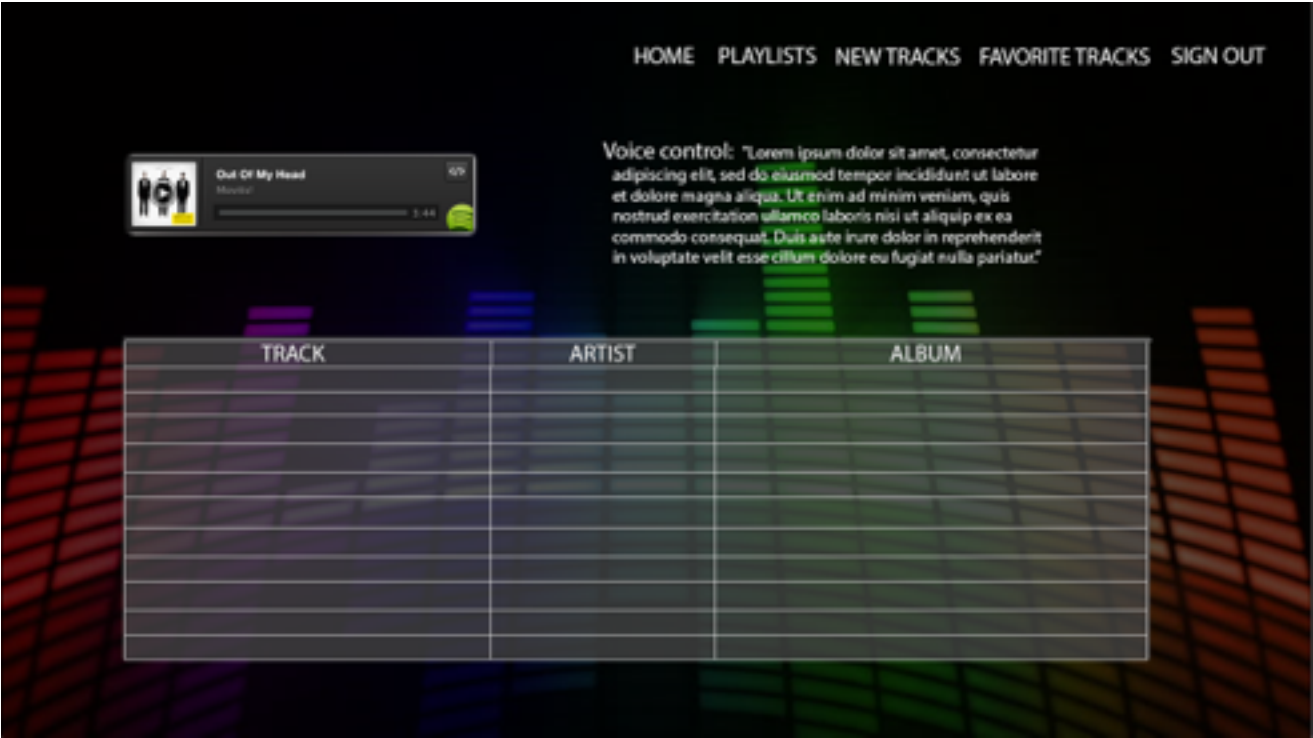 HOME PLAYLISTS NEW TRACKS FAVORITE TRACKS SIGN OUT
Out Of My Head
</>
3:44
Voice control: "Lorem ipsum dolor sit amet, consectetur
adipiscing elit, sed do eiusmod tempor incididunt ut labore
et dolore magna aliqua. Ut enim ad minim veniam, quis
nostrud exercitation ullamco laboris nisi ut aliquip ex ea
commodo consequat. Duis aute irure dolor in reprehenderit
in voluptate velit esse cillum dolore eu fugiat nulla pariatur."
TRACK ARTIST ALBUM